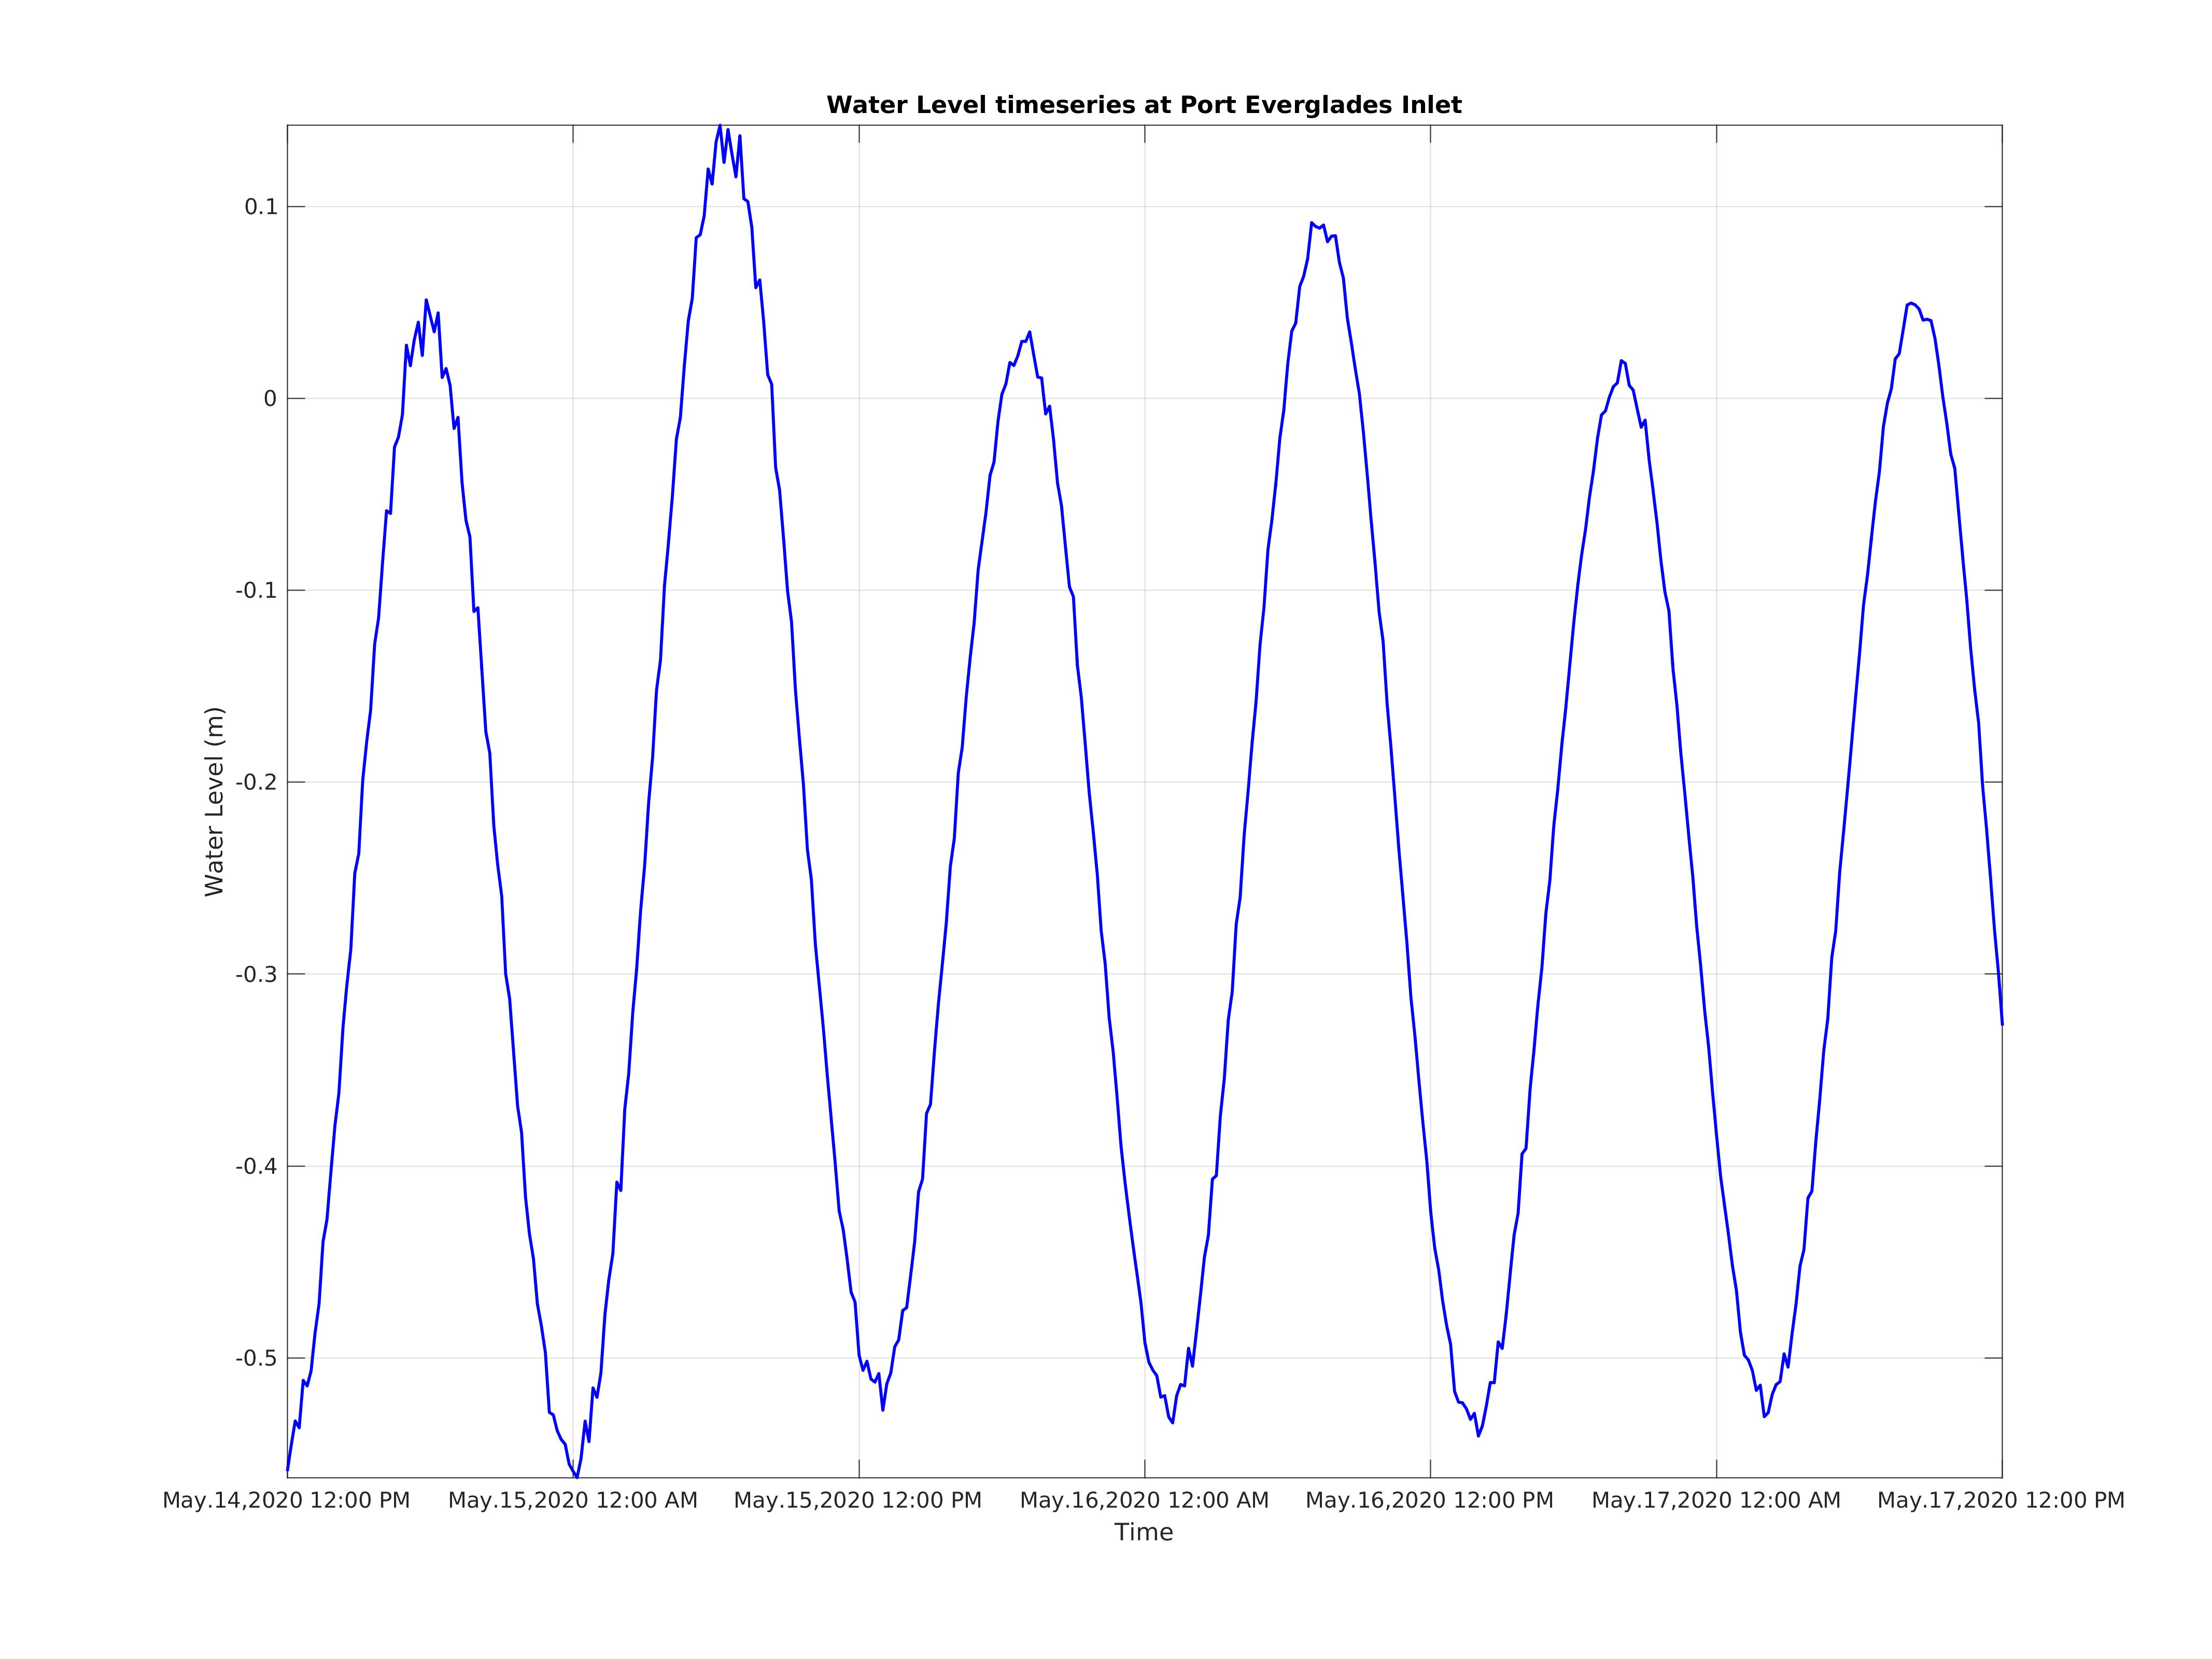 Water Level timeseries at Port Everglades Inlet
0.1
0
-0.1
-0.2
-0.3
-0.4
-0.5
Water Level (m)
May.14,2020 12:00 PM
May.15,2020 12:00 AM
May.15,2020 12:00 PM
May.16,2020 12:00 AM
May.16,2020 12:00 PM
May.17,2020 12:00 AM
May.17,2020 12:00 PM
Time